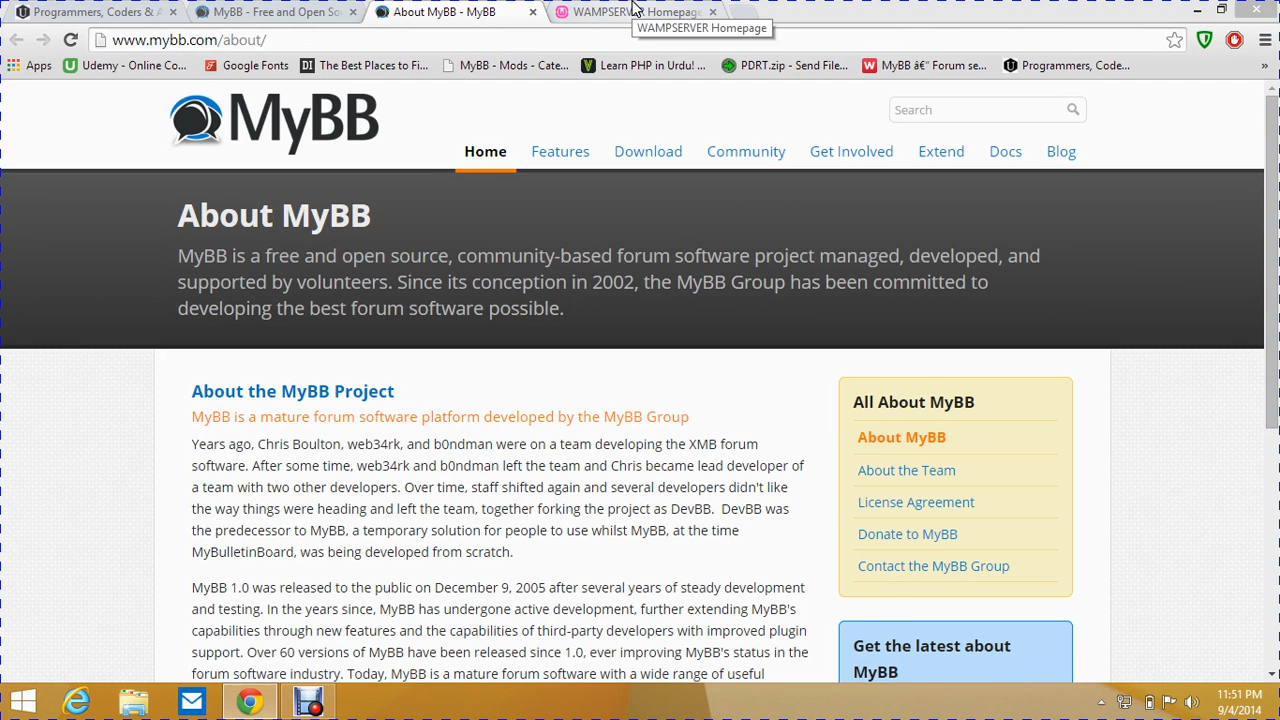 Programmers, Coders & A
MyBB - Free and Open So
About MyBB - MyBB
WAMPSERVER Homepage
WAMPSERVER Homepage
www.mybb.com/about/
Apps
Udemy - Online Co...
Google Fonts
DI The Best Places to Fi...
MyBB - Mods - Cate...
Learn PHP in Urdu! ...
PDRT.zip - Send File...
MyBB â€" Forum se...
Programmers, Code...
»
MyBB
Search
Home
Features
Download
Community
Get Involved
Extend
Docs
Blog
About MyBB
MyBB is a free and open source, community-based forum software project managed, developed, and
supported by volunteers. Since its conception in 2002, the MyBB Group has been committed to
developing the best forum software possible.
About the MyBB Project
MyBB is a mature forum software platform developed by the MyBB Group
Years ago, Chris Boulton, web34rk, and b0ndman were on a team developing the XMB forum
software. After some time, web34rk and b0ndman left the team and Chris became lead developer of
a team with two other developers. Over time, staff shifted again and several developers didn't like
the way things were heading and left the team, together forking the project as DevBB. DevBB was
the predecessor to MyBB, a temporary solution for people to use whilst MyBB, at the time
MyBulletinBoard, was being developed from scratch.
MyBB 1.0 was released to the public on December 9, 2005 after several years of steady development
and testing. In the years since, MyBB has undergone active development, further extending MyBB's
capabilities through new features and the capabilities of third-party developers with improved plugin
support. Over 60 versions of MyBB have been released since 1.0, ever improving MyBB's status in the
forum software industry. Today, MyBB is a mature forum software with a wide range of useful
All About MyBB
About MyBB
About the Team
License Agreement
Donate to MyBB
Contact the MyBB Group
Get the latest about
MyBB
11:51 PM
9/4/2014